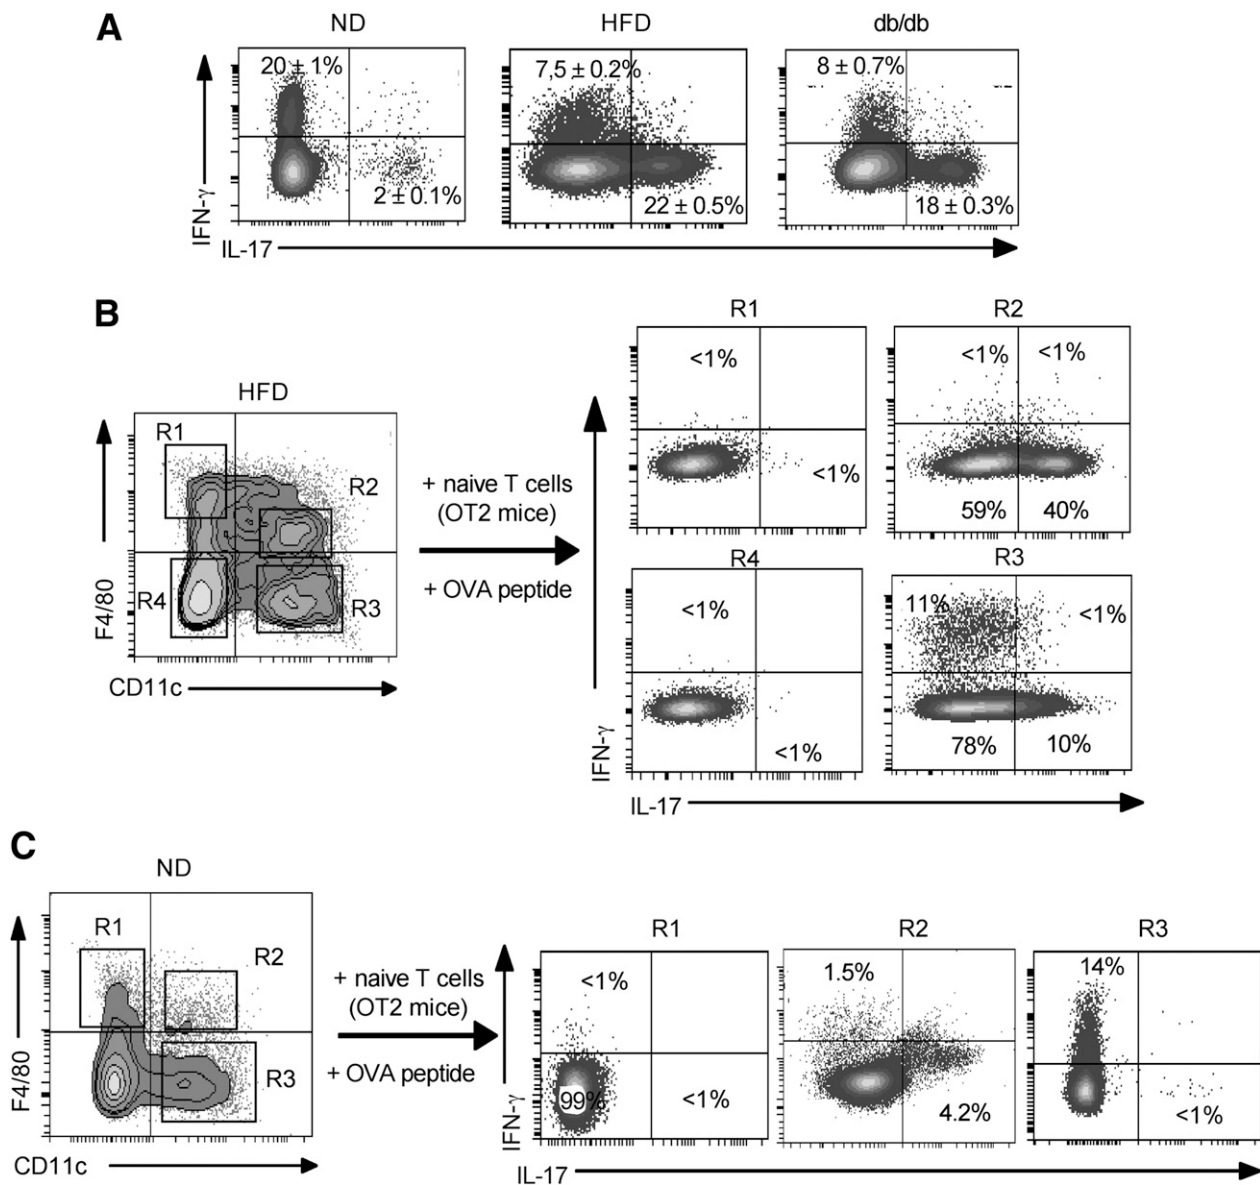 A
ND
HFD
db/db
20 ± 1%
7,5 ± 0.2%
8 ± 0.7%
2 ± 0.1%
22 ± 0.5%
18 ± 0.3%
IFN-γ
IL-17
B
HFD
R1
R2
R4
R3
F4/80
CD11c
+ naive T cells
(OT2 mice)
+ OVA peptide
R1
<1%
<1%
R2
<1% <1%
59% 40%
R4
<1%
<1%
R3
11% <1%
78% 10%
IFN-γ
IL-17
C
ND
R1
R2
R3
F4/80
CD11c
+ naive T cells
(OT2 mice)
+ OVA peptide
R1
<1%
99%
<1%
R2
1.5%
4.2%
R3
14%
<1%
IFN-γ
IL-17